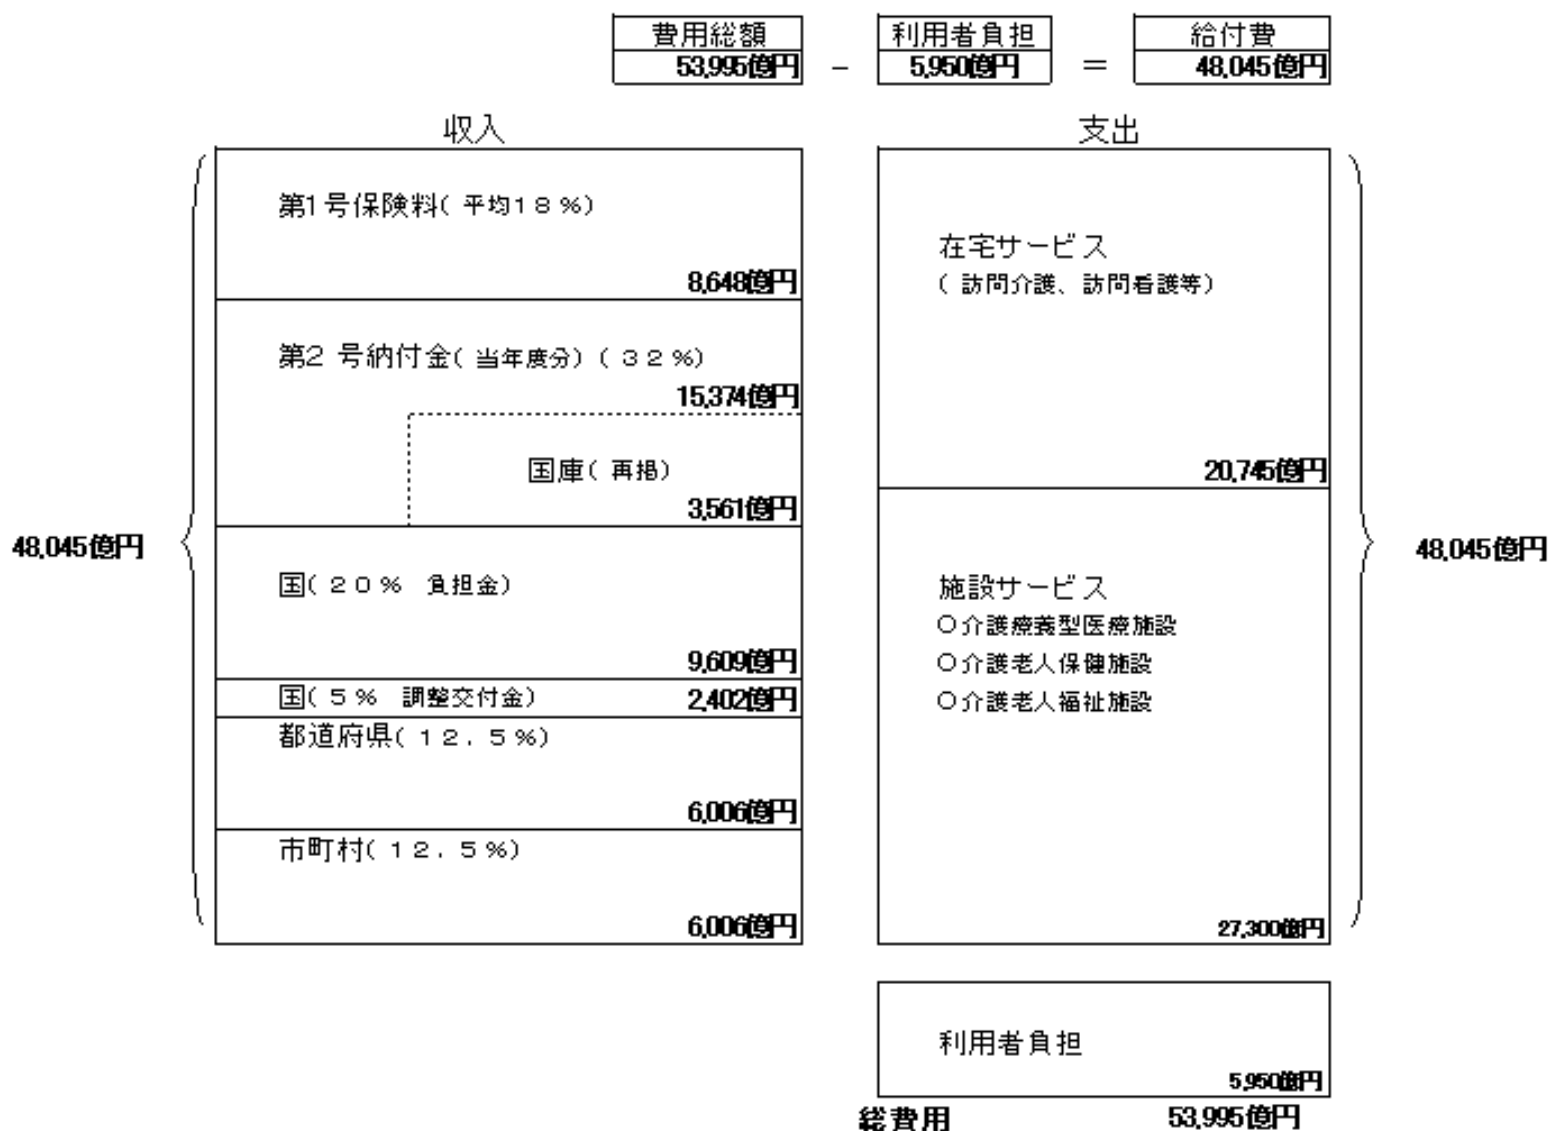 費用総額 利用者負担 給付費
53,995億円 － 5,950億円 ＝ 48,045億円
収入 支出
第1号保険料(平均18%)
8,648億円
第2号納付金(当年度分)(32%)
15,374億円
国庫(再掲)
3,561億円
48,045億円
国(20% 負担金)
9,609億円
国(5% 調整交付金) 2,402億円
都道府県(12.5%)
6,006億円
市町村(12.5%)
6,006億円
在宅サービス
(訪問介護、訪問看護等)
20,745億円
48,045億円
施設サービス
○介護療養型医療施設
○介護老人保健施設
○介護老人福祉施設
27,300億円
利用者負担
5,950億円
総費用 53,995億円